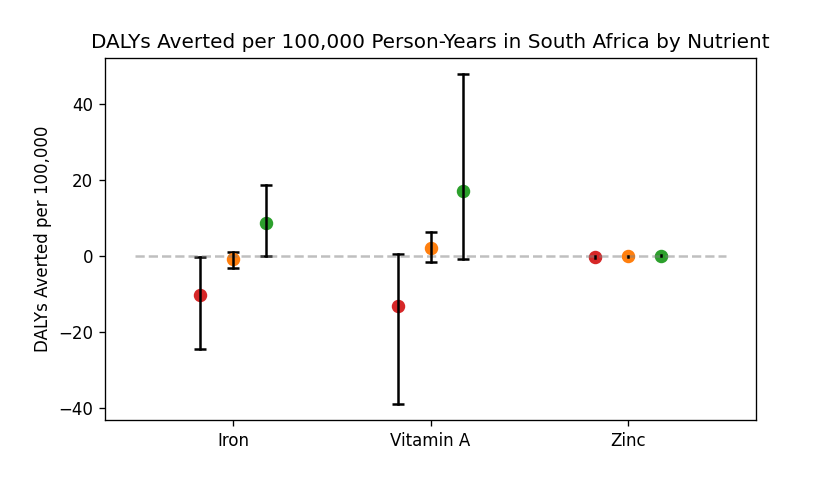 DALYs Averted per 100,000 Person-Years in South Africa by Nutrient
DALYs Averted per 100,000
40
20
0
−20
−40
Iron
Vitamin A
Zinc